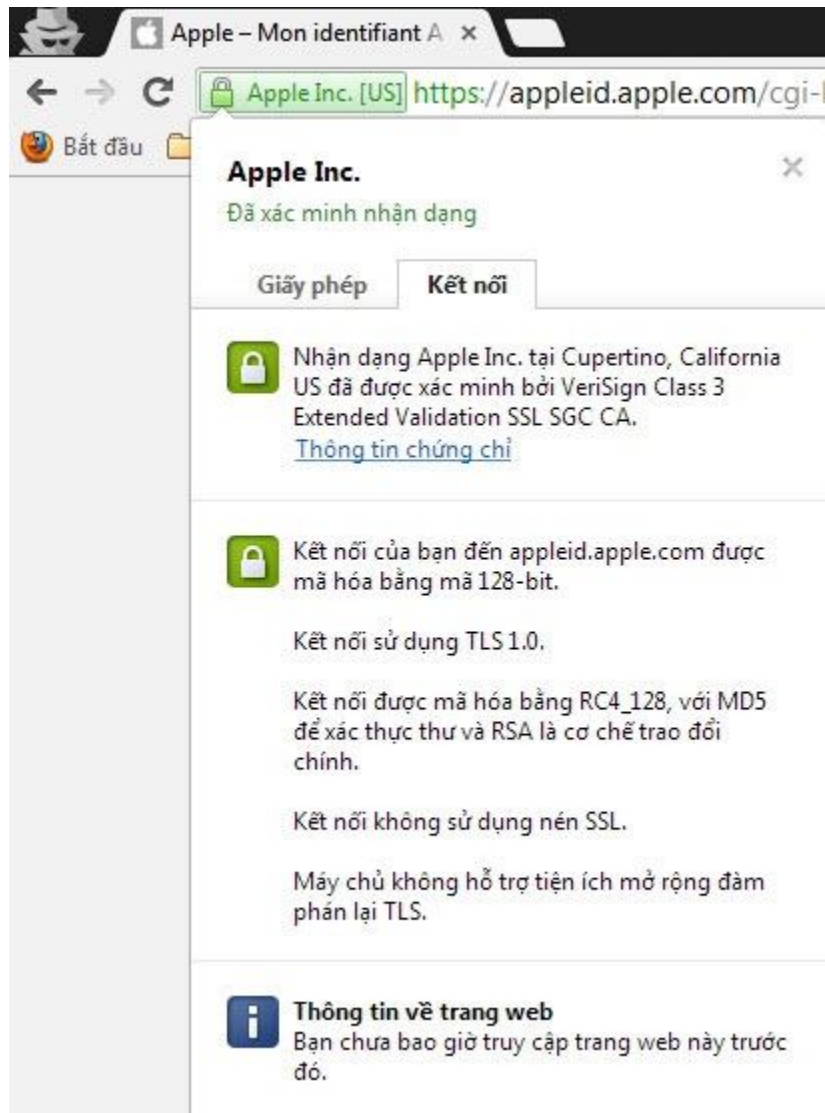 Apple – Mon identifiant A
Apple Inc. [US] https://appleid.apple.com/cgi-
Bắt đầu
Apple Inc.
Đã xác minh nhận dạng
Giấy phép Kết nối
Nhận dạng Apple Inc. tại Cupertino, California
US đã được xác minh bởi VeriSign Class 3
Extended Validation SSL SGC CA.
Thông tin chứng chỉ
Kết nối của bạn đến appleid.apple.com được
mã hóa bằng mã 128-bit.
Kết nối sử dụng TLS 1.0.
Kết nối được mã hóa bằng RC4_128, với MD5
để xác thực thư và RSA là cơ chế trao đổi
chính.
Kết nối không sử dụng nén SSL.
Máy chủ không hỗ trợ tiện ích mở rộng đàm
phán lại TLS.
Thông tin về trang web
Bạn chưa bao giờ truy cập trang web này trước
đó.